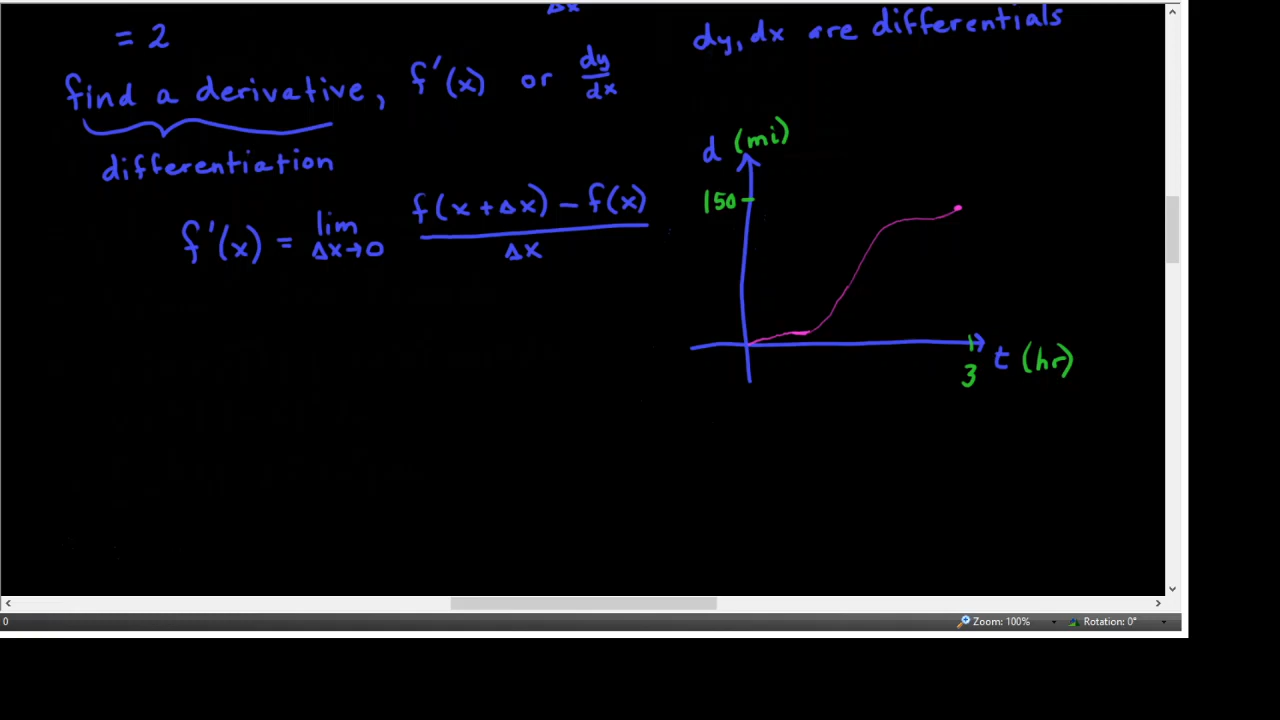 Δx
= 2
dy, dx are differentials
find a derivative, f'(x) or dy/dx
differentiation
f'(x) = lim Δx→0 f(x+Δx) − f(x) / Δx
d (mi)
150
3
t (hr)
0
Zoom: 100%
Rotation: 0°